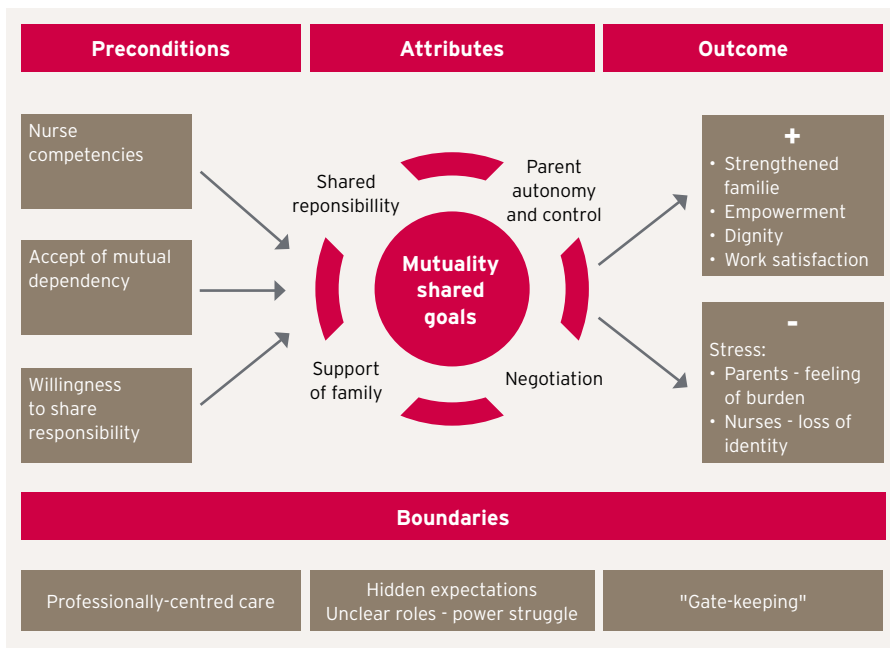 Preconditions
Attributes
Outcome
Nurse
competencies
Accept of mutual
dependency
Willingness
to share
responsibility
Shared
reponsibillity
Parent
autonomy
and control
Mutuality
shared
goals
Support
of family
Negotiation
+
• Strengthened
familie
• Empowerment
• Dignity
• Work satisfaction
-
Stress:
• Parents - feeling
of burden
• Nurses - loss of
identity
Boundaries
Professionally-centred care
Hidden expectations
Unclear roles - power struggle
"Gate-keeping"